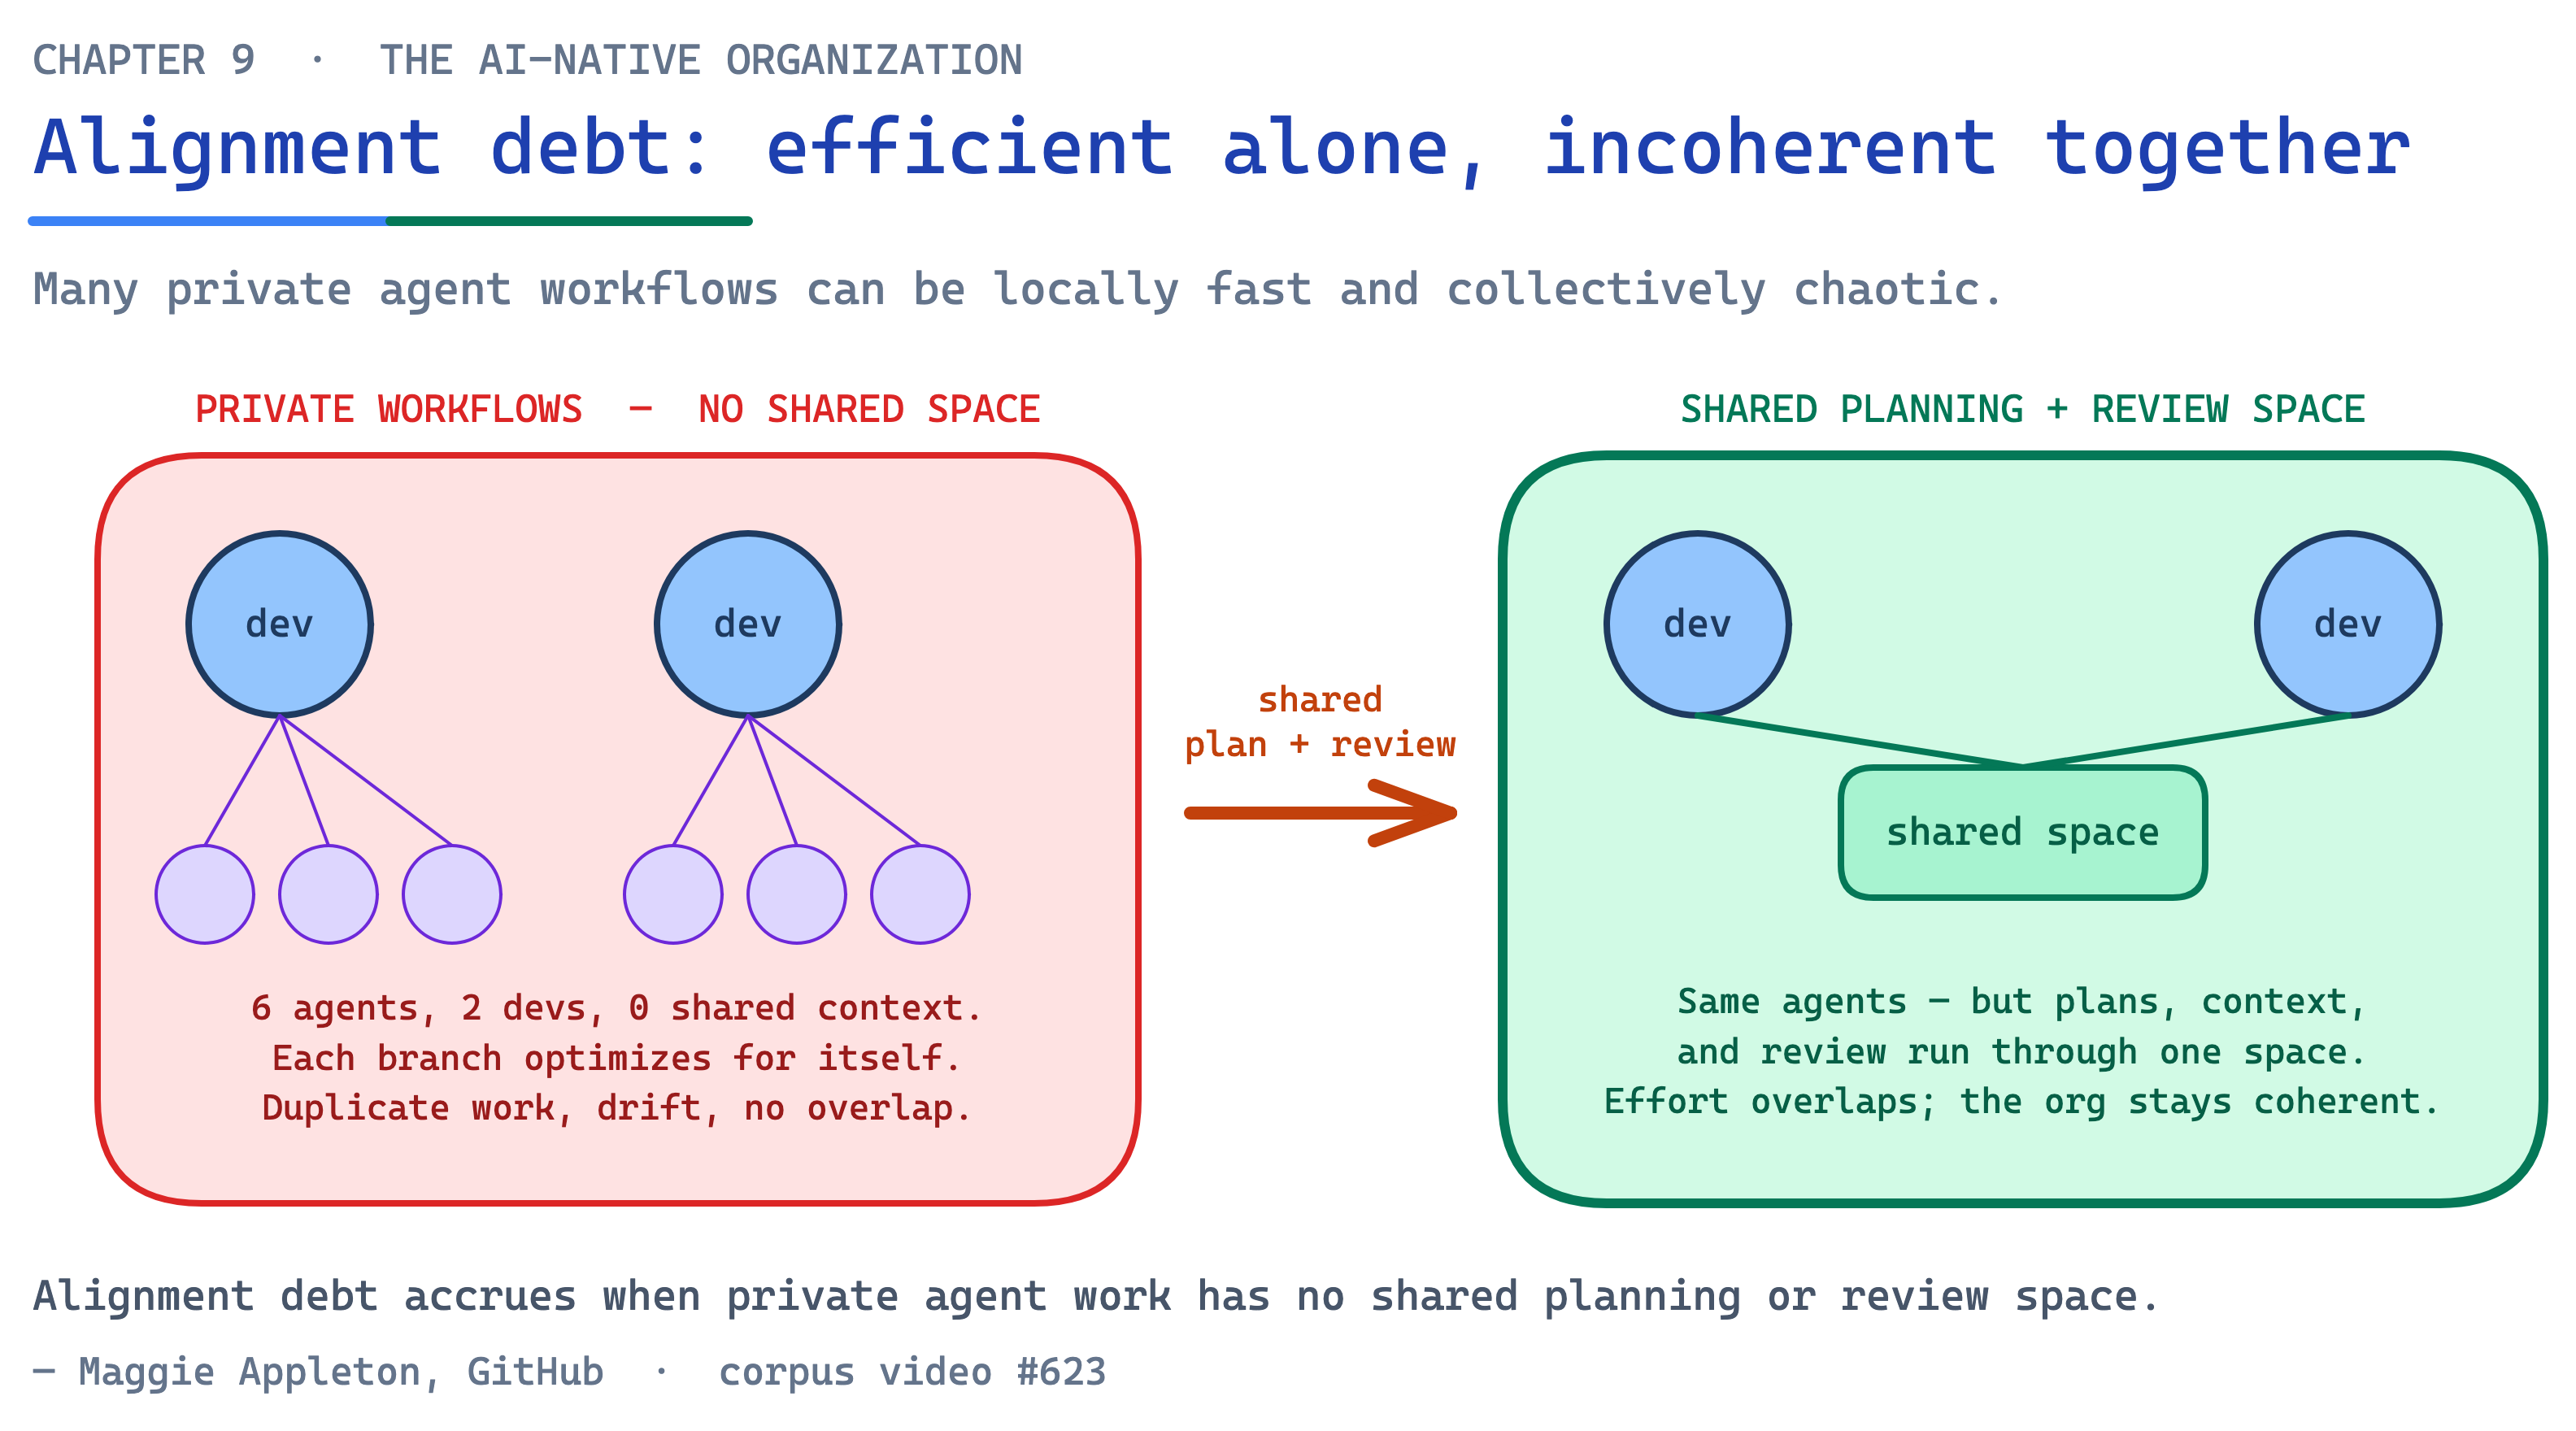 CHAPTER 9 · THE AI–NATIVE ORGANIZATION
Alignment debt: efficient alone, incoherent together
Many private agent workflows can be locally fast and collectively chaotic.
PRIVATE WORKFLOWS – NO SHARED SPACE
dev
dev
6 agents, 2 devs, 0 shared context.
Each branch optimizes for itself.
Duplicate work, drift, no overlap.
shared
plan + review
SHARED PLANNING + REVIEW SPACE
dev
dev
shared space
Same agents – but plans, context,
and review run through one space.
Effort overlaps; the org stays coherent.
Alignment debt accrues when private agent work has no shared planning or review space.
– Maggie Appleton, GitHub · corpus video #623